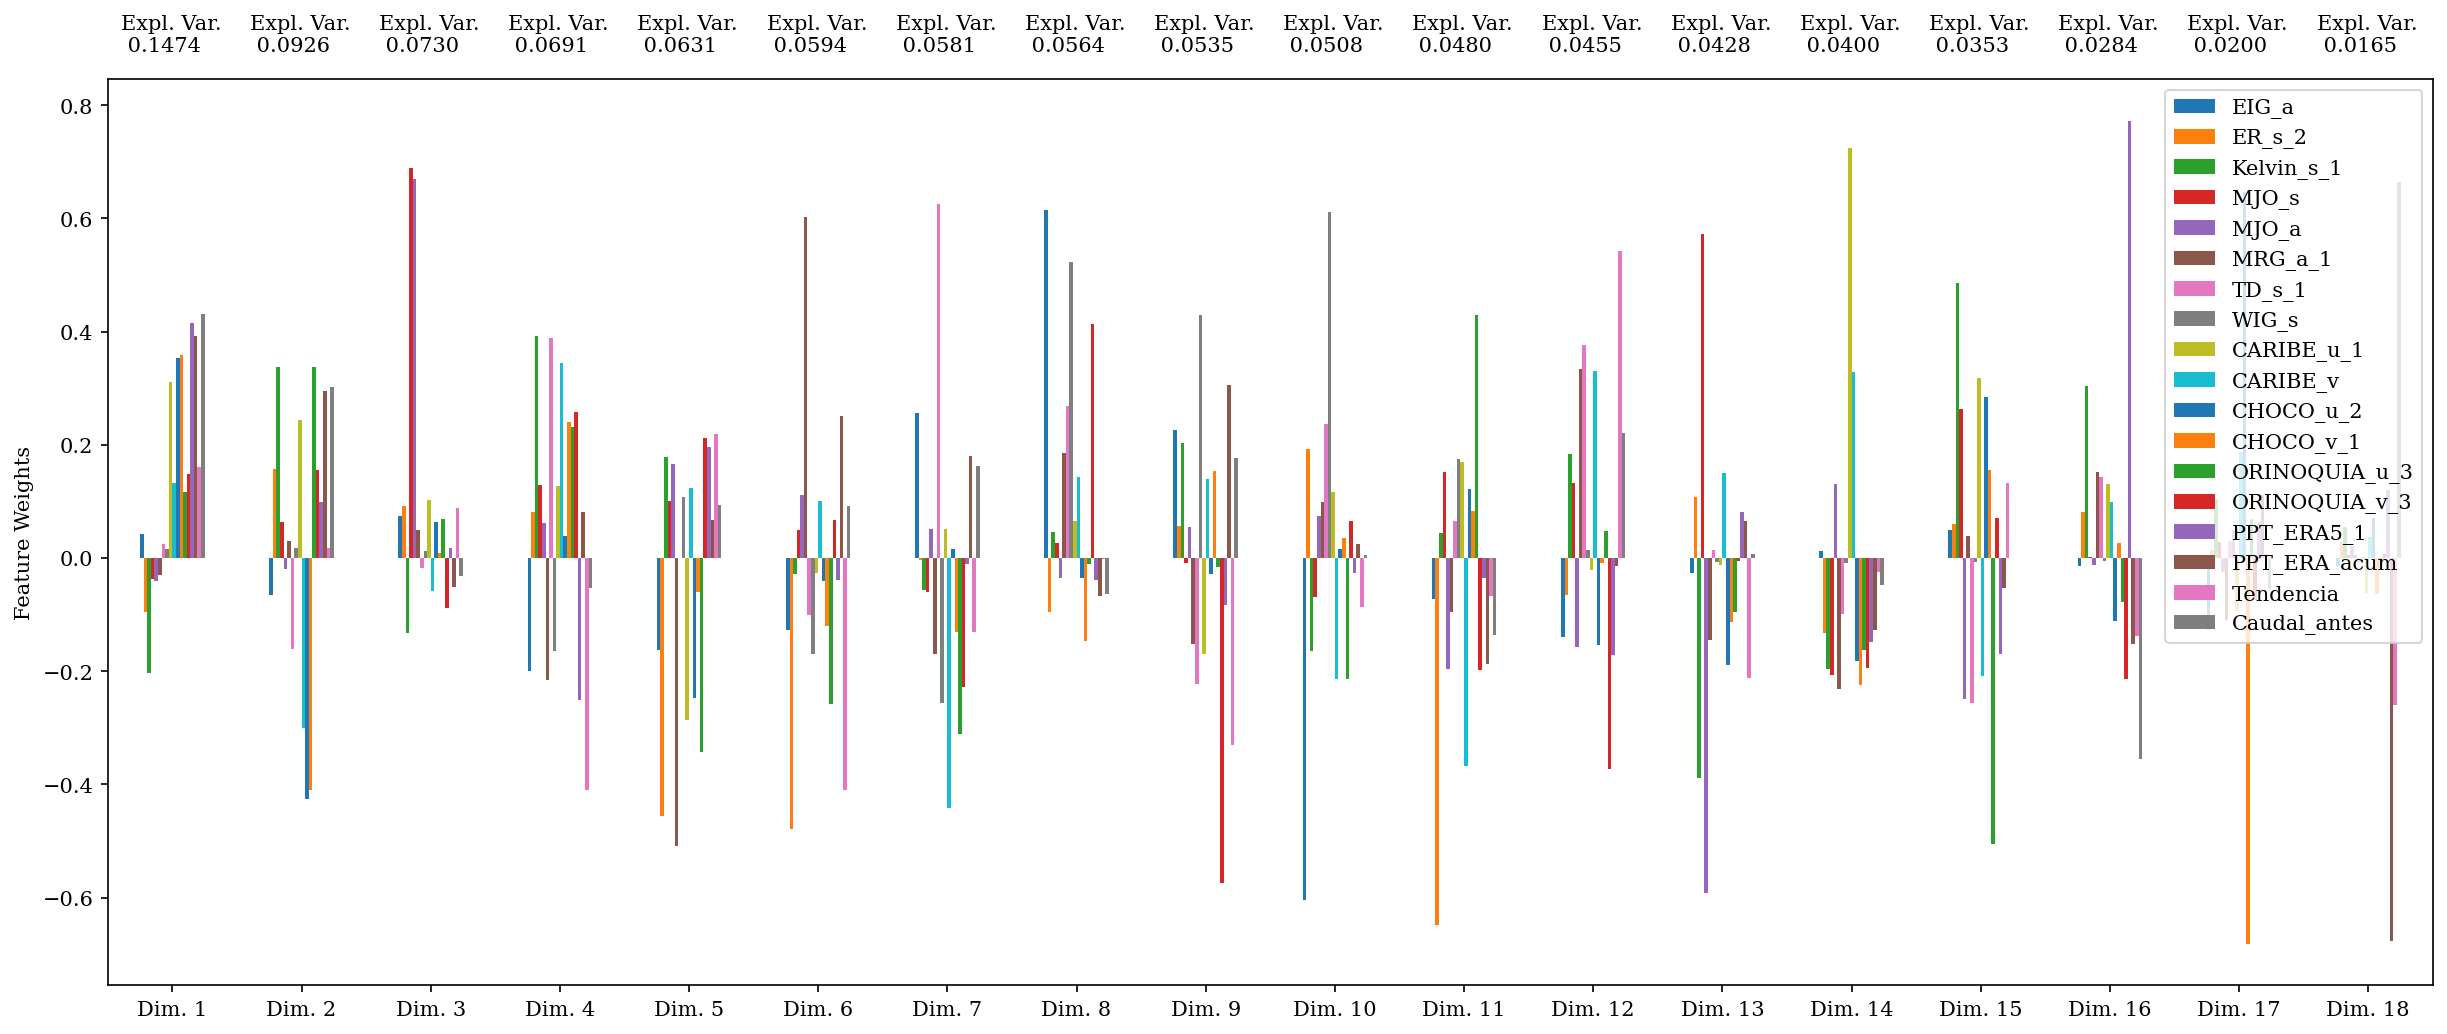 Expl. Var. Expl. Var. Expl. Var. Expl. Var. Expl. Var. Expl. Var. Expl. Var. Expl. Var. Expl. Var. Expl. Var. Expl. Var. Expl. Var. Expl. Var. Expl. Var. Expl. Var. Expl. Var. Expl. Var. Expl. Var.
0.1474 0.0926 0.0730 0.0691 0.0631 0.0594 0.0581 0.0564 0.0535 0.0508 0.0480 0.0455 0.0428 0.0400 0.0353 0.0284 0.0200 0.0165
Feature Weights
0.8
0.6
0.4
0.2
0.0
−0.2
−0.4
−0.6
EIG_a
ER_s_2
Kelvin_s_1
MJO_s
MJO_a
MRG_a_1
TD_s_1
WIG_s
CARIBE_u_1
CARIBE_v
CHOCO_u_2
CHOCO_v_1
ORINOQUIA_u_3
ORINOQUIA_v_3
PPT_ERA5_1
PPT_ERA_acum
Tendencia
Caudal_antes
Dim. 1 Dim. 2 Dim. 3 Dim. 4 Dim. 5 Dim. 6 Dim. 7 Dim. 8 Dim. 9 Dim. 10 Dim. 11 Dim. 12 Dim. 13 Dim. 14 Dim. 15 Dim. 16 Dim. 17 Dim. 18